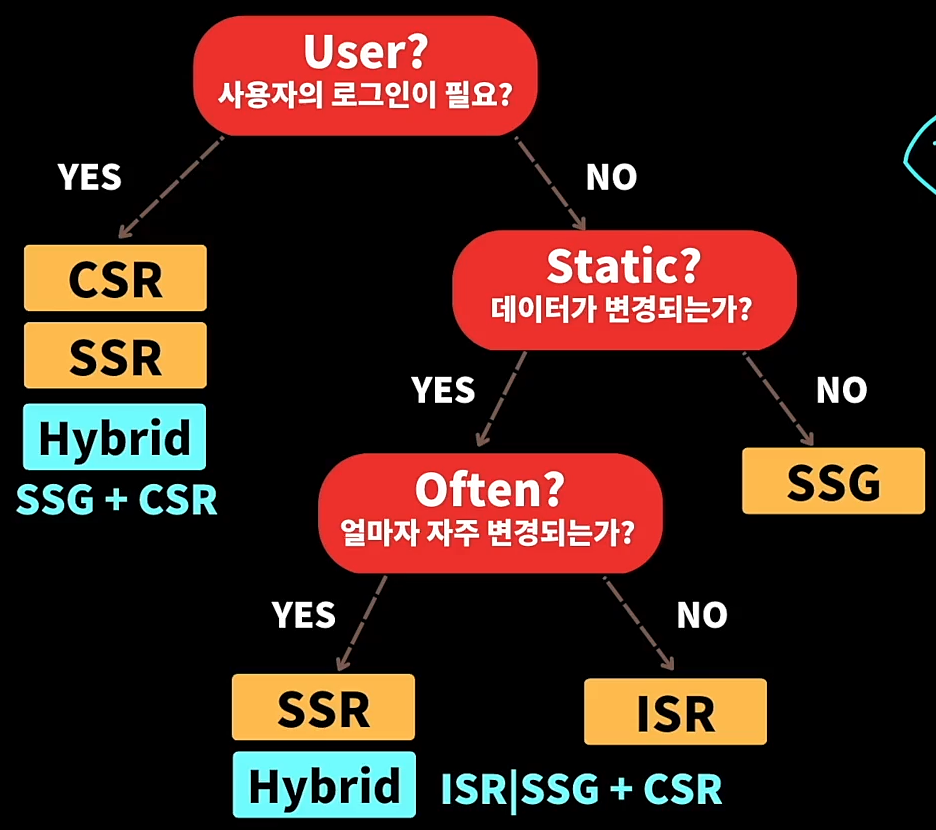 User?
사용자의 로그인이 필요?
YES
NO
CSR
SSR
Hybrid
SSG + CSR
Static?
데이터가 변경되는가?
YES
NO
SSG
Often?
얼마자 자주 변경되는가?
YES
NO
SSR
Hybrid
ISR
ISR|SSG + CSR